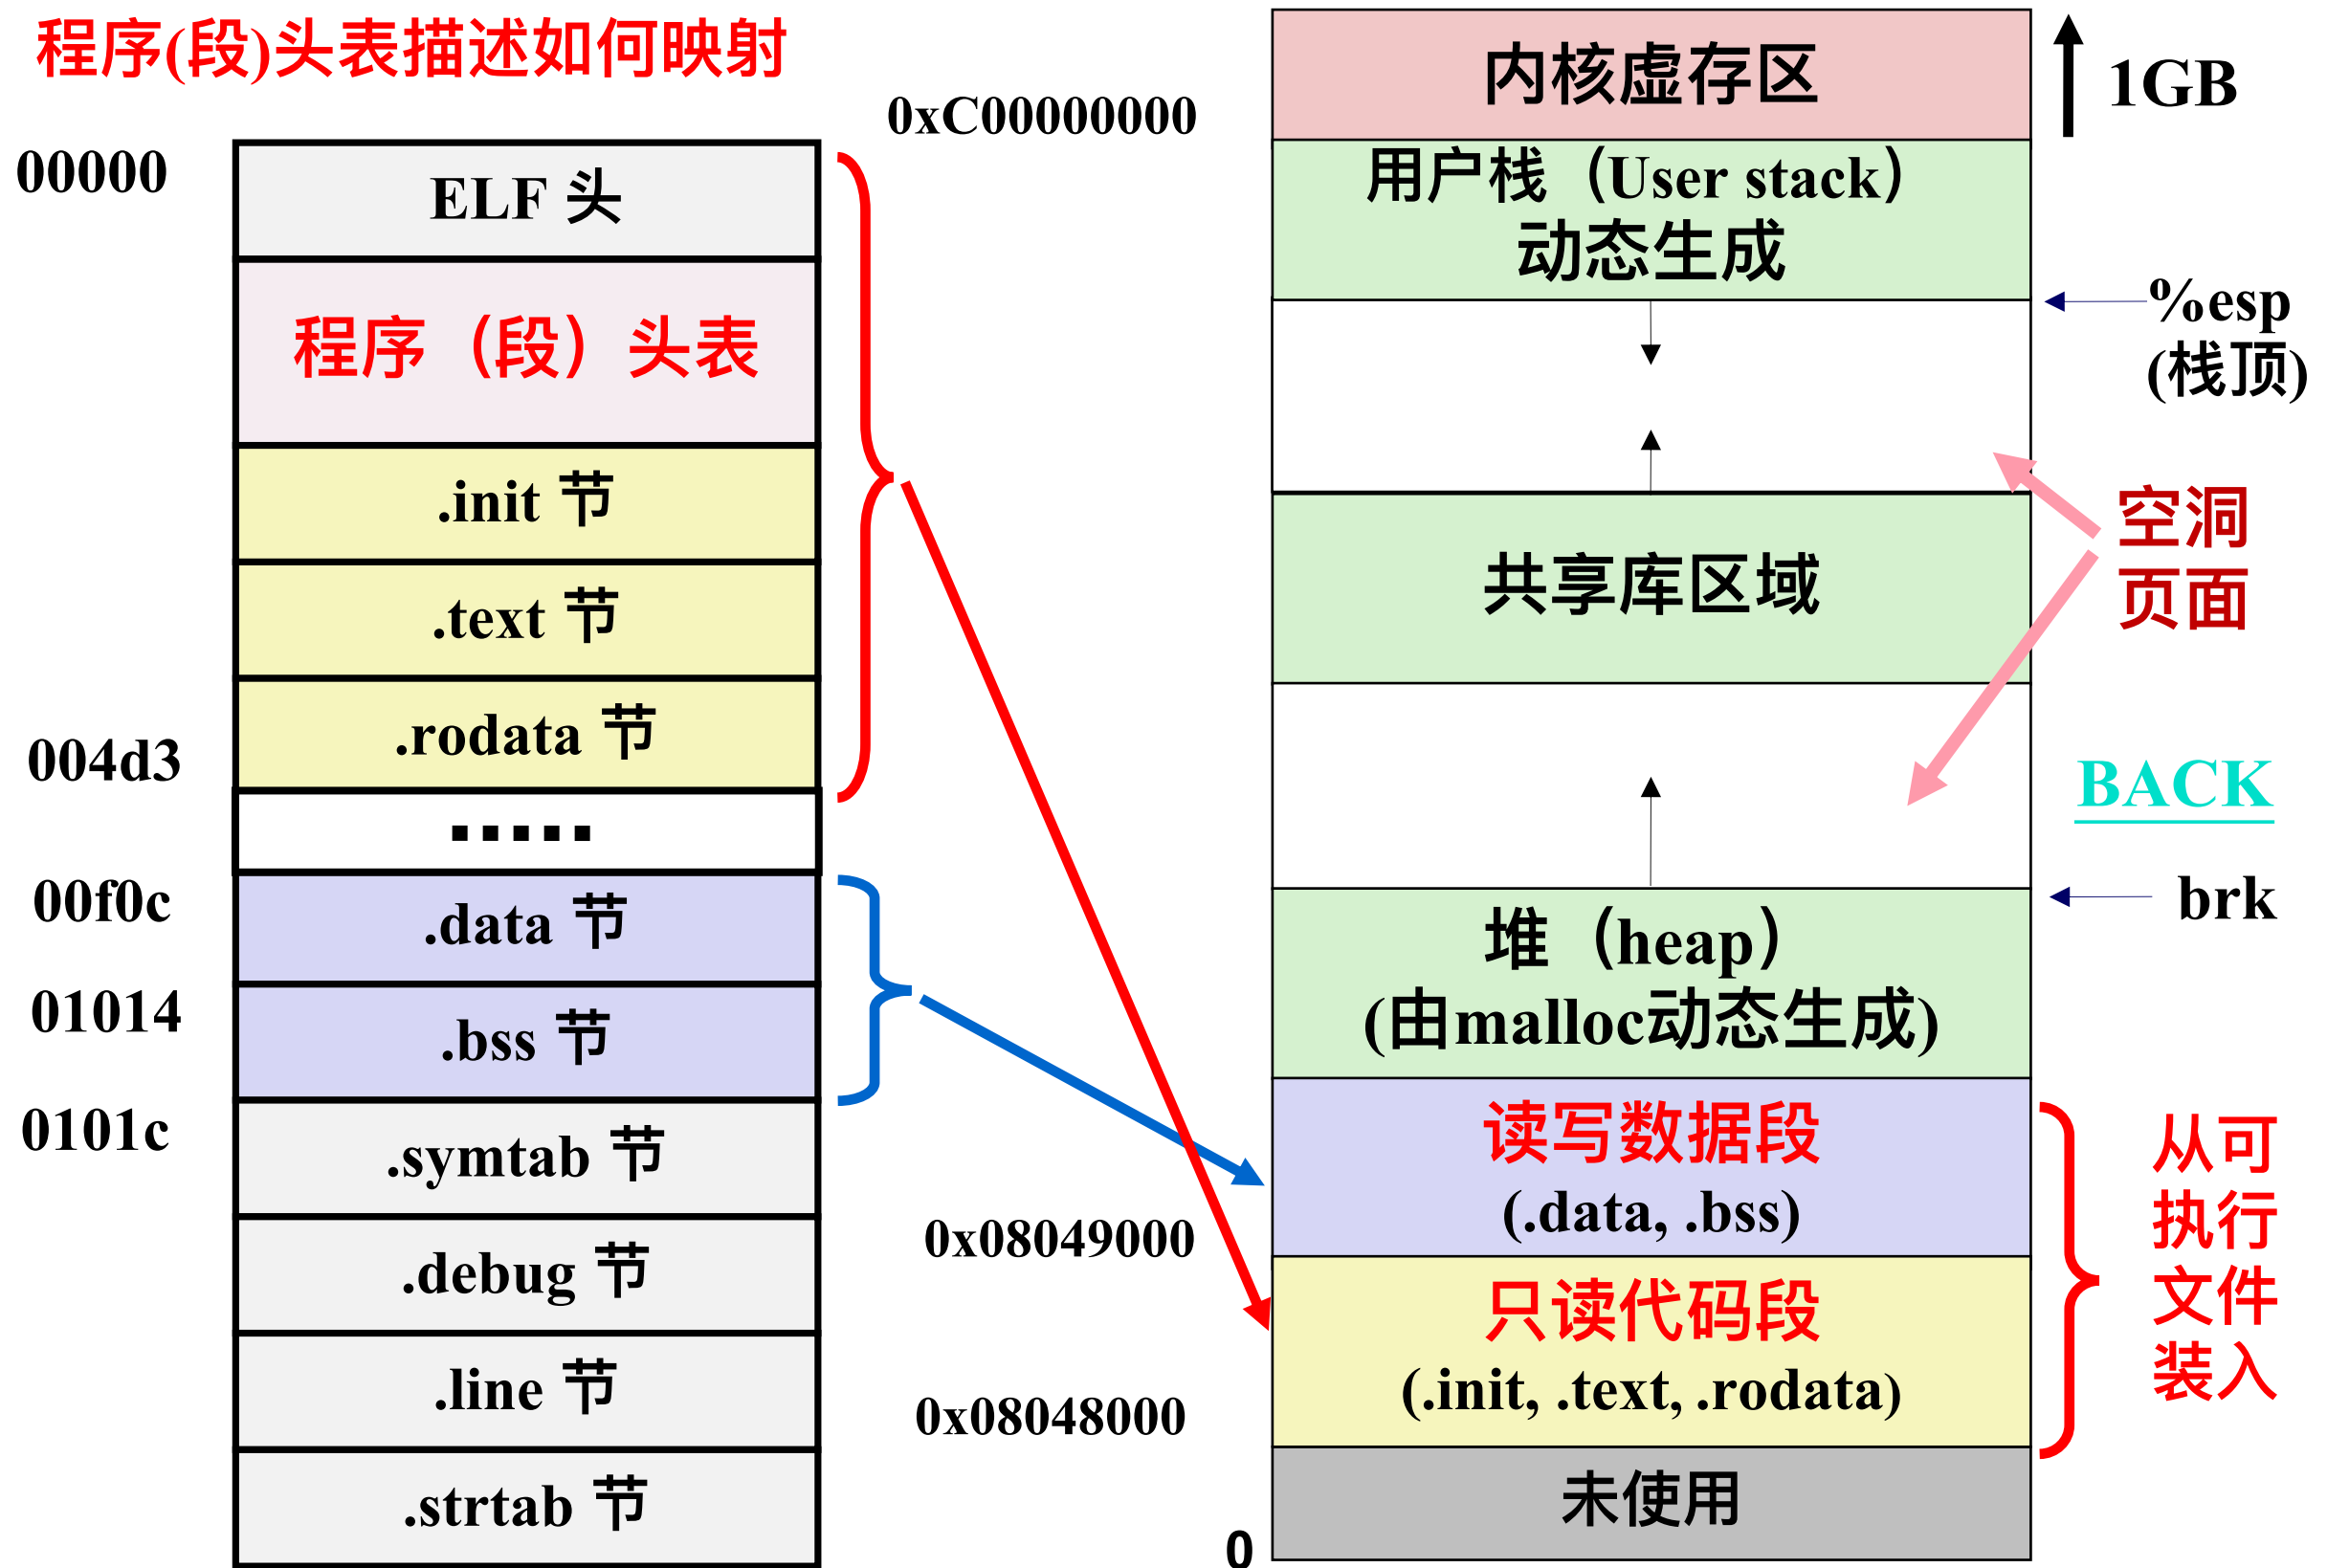 程序(段)头表描述如何映射
00000
ELF 头
程序（段）头表
.init 节
.text 节
.rodata 节
004d3
.....
00f0c
.data 节
01014
.bss 节
0101c
.symtab 节
.debug 节
.line 节
.strtab 节
0xC00000000
内核虚存区
1GB
用户栈（User stack）
动态生成
%esp
(栈顶)
共享库区域
空洞
页面
BACK
brk
堆（heap）
(由malloc动态生成)
读写数据段
(.data, .bss)
0x08049000
只读代码段
(.init, .text, .rodata)
0x08048000
从可
执行
文件
装入
未使用
0